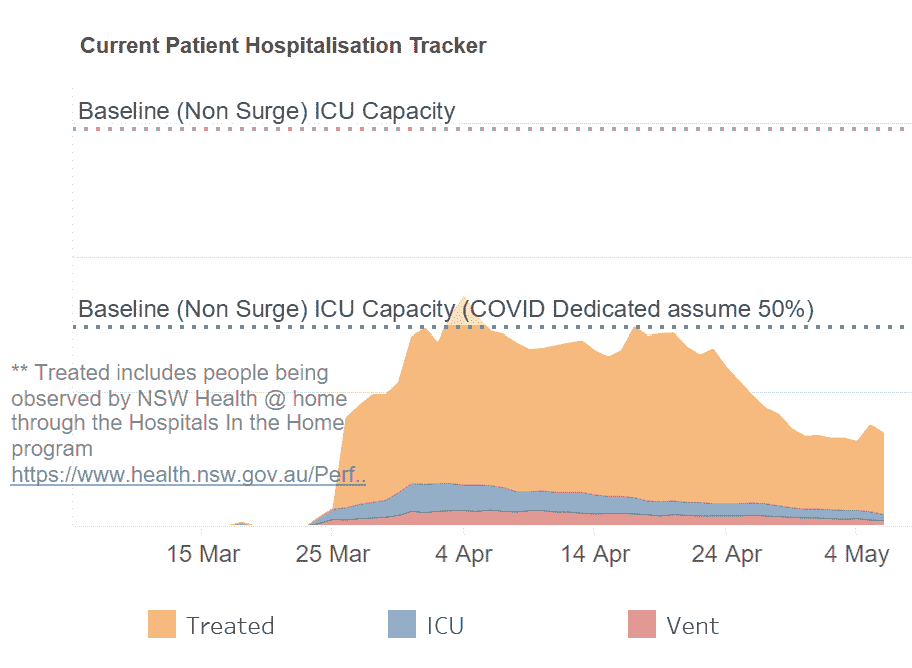 Current Patient Hospitalisation Tracker
Baseline (Non Surge) ICU Capacity
Baseline (Non Surge) ICU Capacity (COVID Dedicated assume 50%)
** Treated includes people being
observed by NSW Health @ home
through the Hospitals In the Home
program
https://www.health.nsw.gov.au/Perf..
15 Mar 25 Mar 4 Apr 14 Apr 24 Apr 4 May
Treated ICU Vent